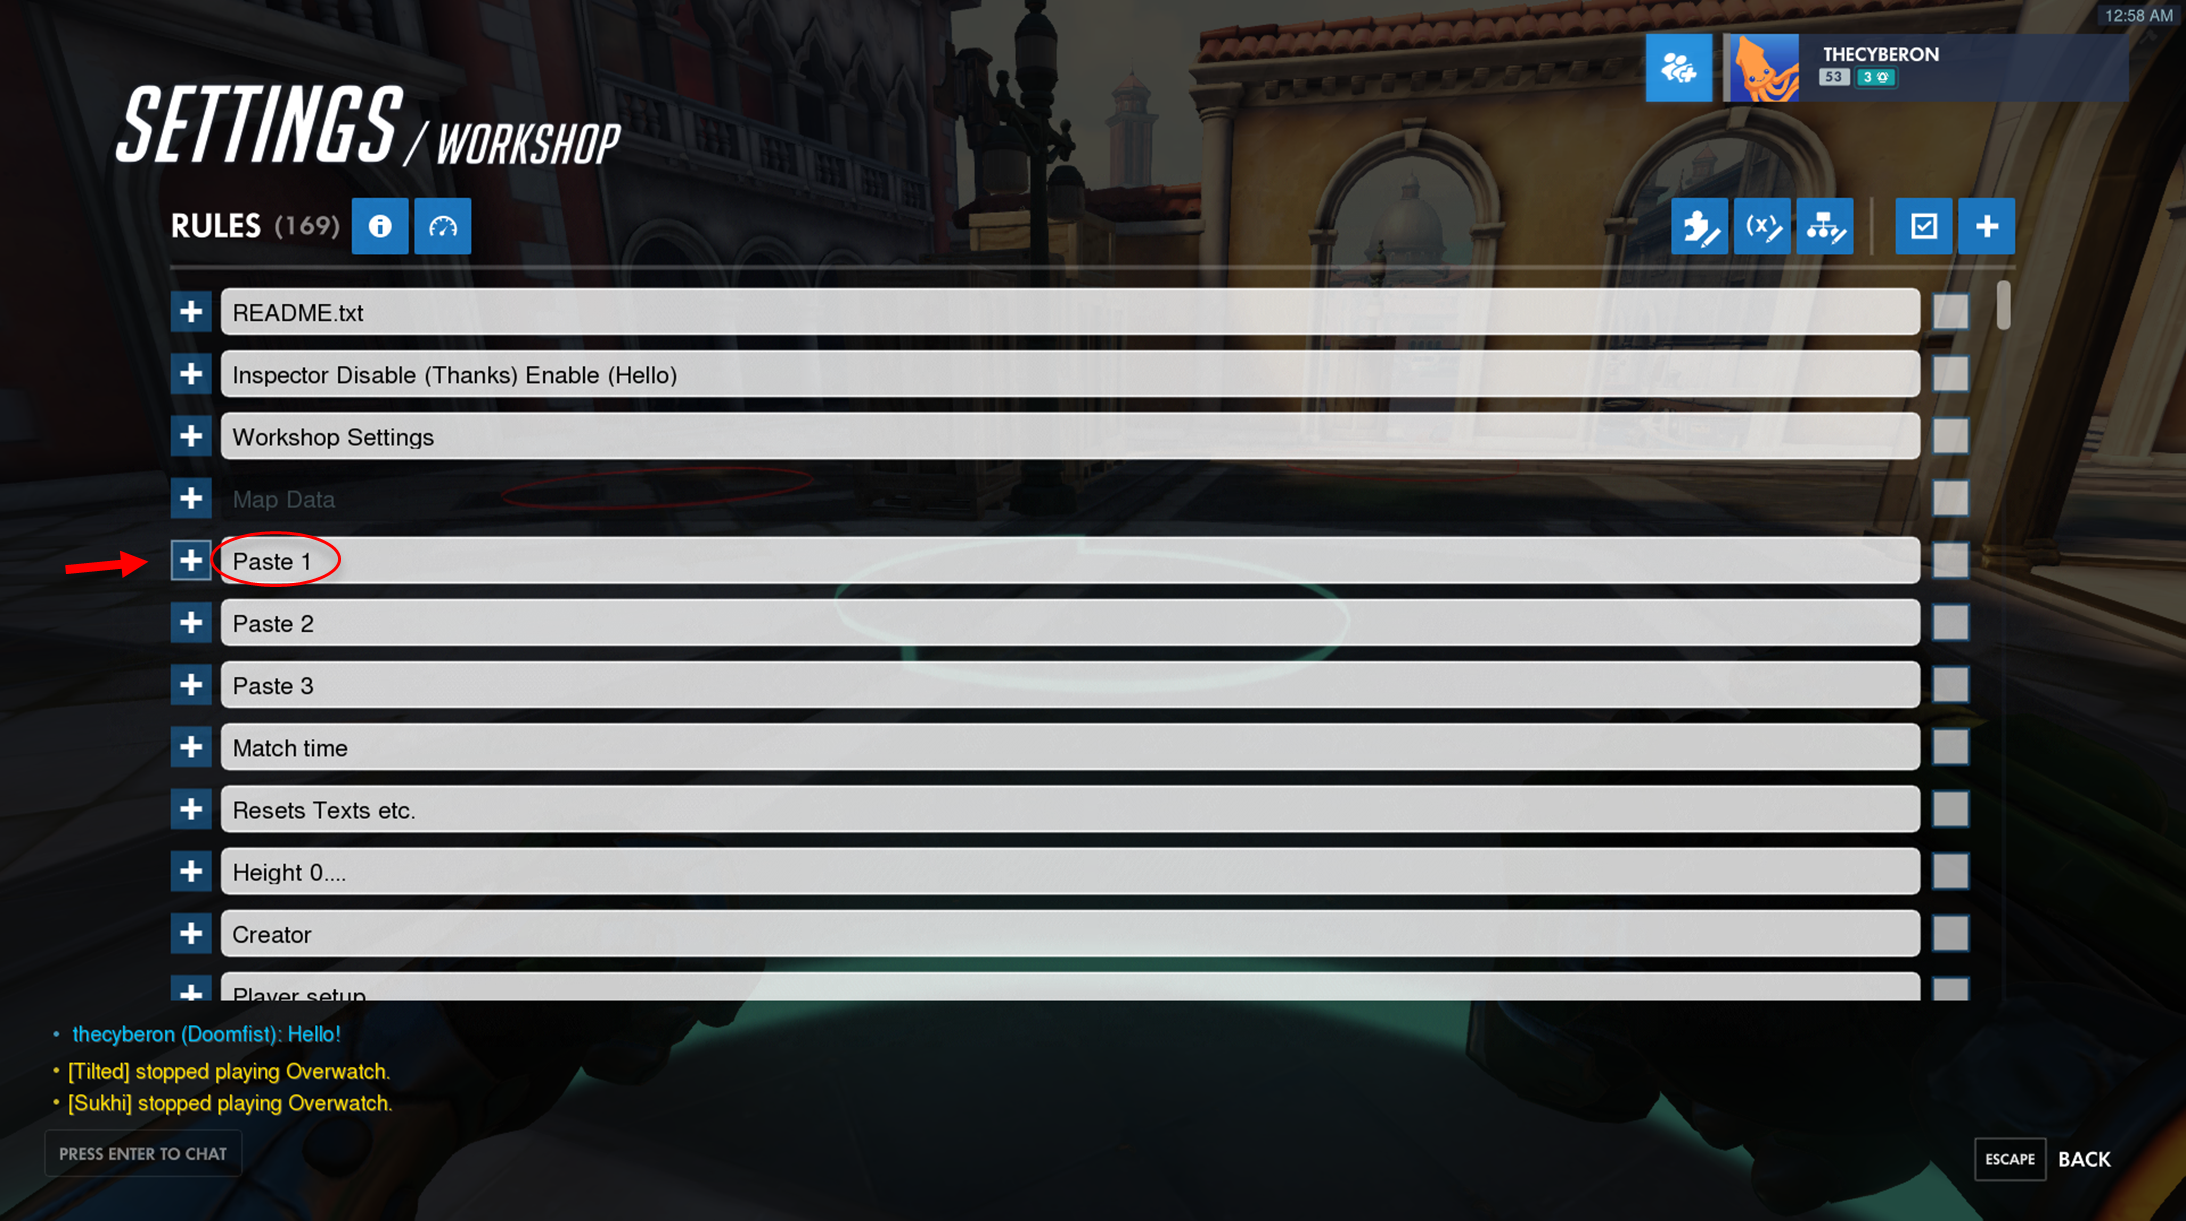 12:58 AM
THECYBERON
53 3
SETTINGS / WORKSHOP
RULES (169)
README.txt
Inspector Disable (Thanks) Enable (Hello)
Workshop Settings
Map Data
Paste 1
Paste 2
Paste 3
Match time
Resets Texts etc.
Height 0....
Creator
Player setup
• thecyberon (Doomfist): Hello!
• [Tilted] stopped playing Overwatch.
• [Sukhi] stopped playing Overwatch.
PRESS ENTER TO CHAT
ESCAPE BACK